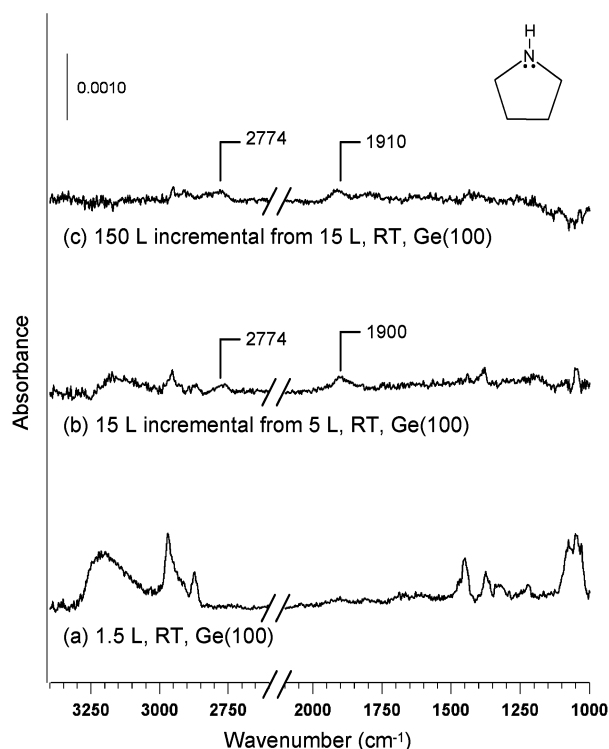 H
N
0.0010
2774
1910
(c) 150 L incremental from 15 L, RT, Ge(100)
2774
1900
(b) 15 L incremental from 5 L, RT, Ge(100)
(a) 1.5 L, RT, Ge(100)
Absorbance
3250 3000 2750 2000 1750 1500 1250 1000
Wavenumber (cm⁻¹)